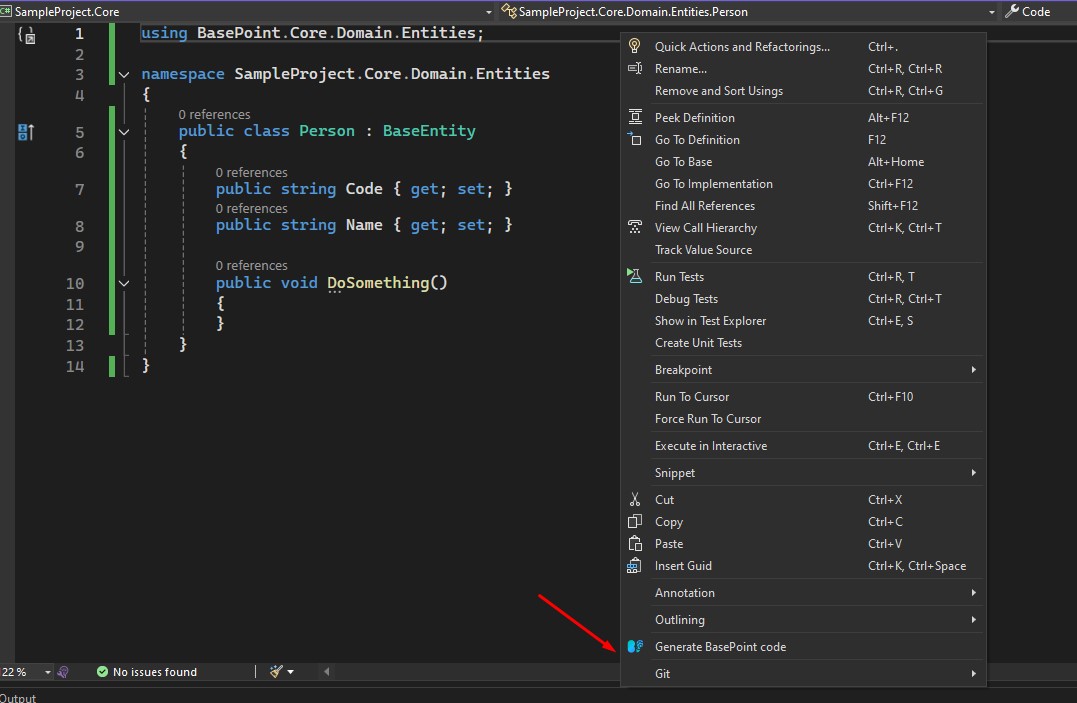 C# SampleProject.Core
SampleProject.Core.Domain.Entities.Person
Code
1 using BasePoint.Core.Domain.Entities;
2
3 namespace SampleProject.Core.Domain.Entities
4 {
0 references
5 public class Person : BaseEntity
6 {
0 references
7 public string Code { get; set; }
0 references
8 public string Name { get; set; }
9
0 references
10 public void DoSomething()
11 {
12 }
13 }
14 }
22 %
No issues found
Output
Quick Actions and Refactorings... Ctrl+.
Rename... Ctrl+R, Ctrl+R
Remove and Sort Usings Ctrl+R, Ctrl+G
Peek Definition Alt+F12
Go To Definition F12
Go To Base Alt+Home
Go To Implementation Ctrl+F12
Find All References Shift+F12
View Call Hierarchy Ctrl+K, Ctrl+T
Track Value Source
Run Tests Ctrl+R, T
Debug Tests Ctrl+R, Ctrl+T
Show in Test Explorer Ctrl+E, S
Create Unit Tests
Breakpoint
Run To Cursor Ctrl+F10
Force Run To Cursor
Execute in Interactive Ctrl+E, Ctrl+E
Snippet
Cut Ctrl+X
Copy Ctrl+C
Paste Ctrl+V
Insert Guid Ctrl+K, Ctrl+Space
Annotation
Outlining
Generate BasePoint code
Git